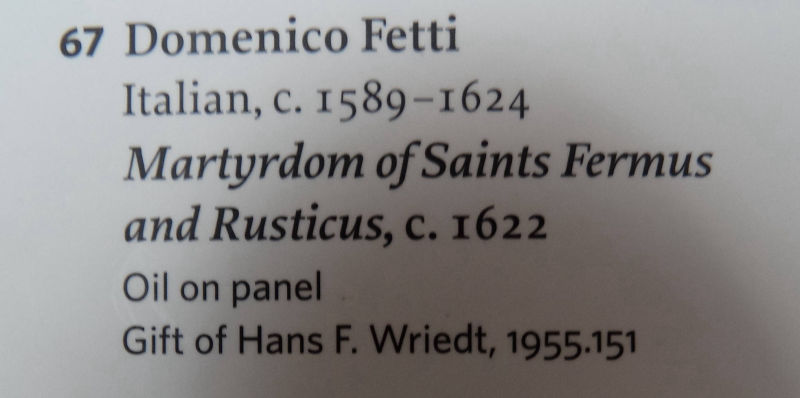 67 Domenico Fetti
Italian, c. 1589–1624
Martyrdom of Saints Fermus
and Rusticus, c. 1622
Oil on panel
Gift of Hans F. Wriedt, 1955.151